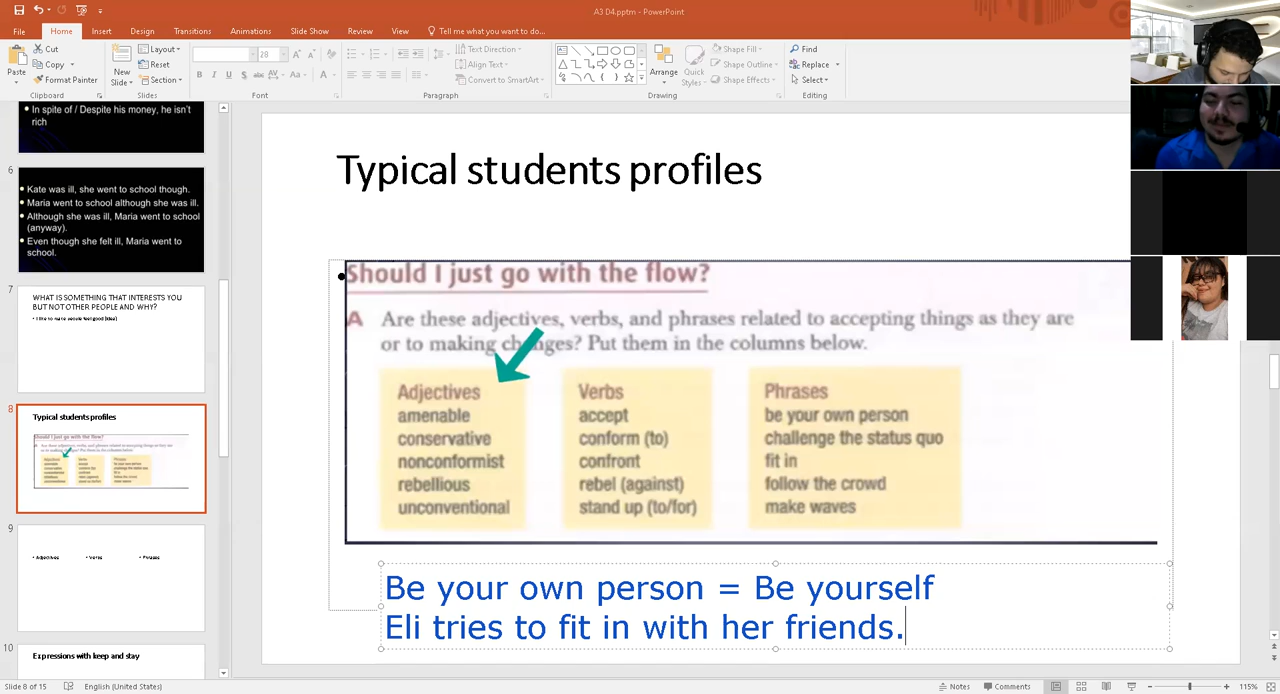 A3 D4.pptm - PowerPoint
File Home Insert Design Transitions Animations Slide Show Review View Tell me what you want to do...
Paste
Cut
Copy
Format Painter
Clipboard
New Slide
Layout
Reset
Section
Slides
28
B I U S abc AV Aa A
Font
Text Direction
Align Text
Convert to SmartArt
Paragraph
Arrange
Quick Styles
Shape Fill
Shape Outline
Shape Effects
Drawing
Find
Replace
Select
Editing
• In spite of / Despite his money, he isn't
rich
6
• Kate was ill, she went to school though.
• Maria went to school although she was ill.
• Although she was ill, Maria went to school
(anyway).
• Even though she felt ill, Maria went to
school.
7
WHAT IS SOMETHING THAT INTERESTS YOU
BUT NOT OTHER PEOPLE AND WHY?
8
Typical students profiles
9
• Adjectives • Verbs • Phrases
10
Expressions with keep and stay
Typical students profiles
• Should I just go with the flow?
A Are these adjectives, verbs, and phrases related to accepting things as they are
or to making changes? Put them in the columns below.
Adjectives
amenable
conservative
nonconformist
rebellious
unconventional
Verbs
accept
conform (to)
confront
rebel (against)
stand up (to/for)
Phrases
be your own person
challenge the status quo
fit in
follow the crowd
make waves
Be your own person = Be yourself
Eli tries to fit in with her friends.
Slide 8 of 15 English (United States) Notes Comments 115%